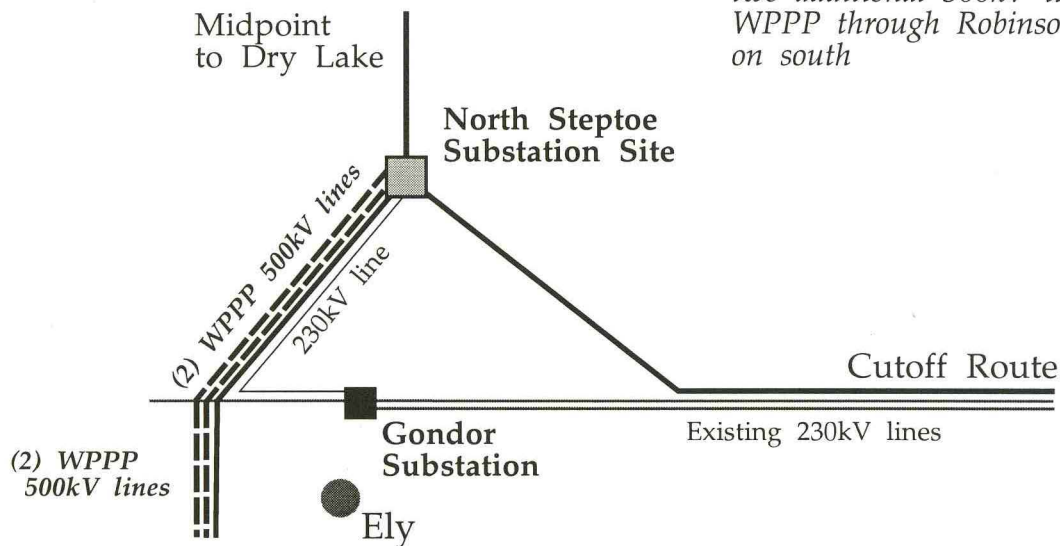 Midpoint
to Dry Lake
WPPP through Robinso
on south
North Steptoe
Substation Site
(2) WPPP 500kV lines
230kV line
Cutoff Route
Existing 230kV lines
Gondor
Substation
(2) WPPP
500kV lines
Ely